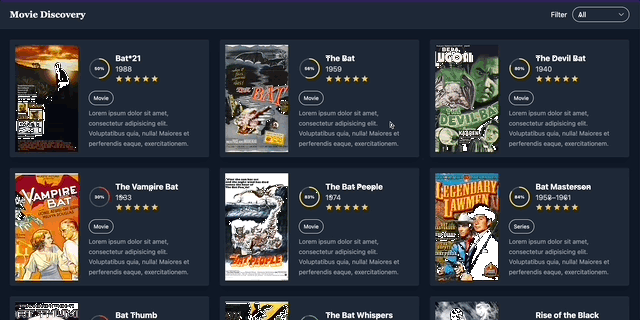 Movie Discovery
Filter
All
Bat*21
1988
Movie
Lorem ipsum dolor sit amet,
consectetur adipisicing elit.
Voluptatibus quia, nulla! Maiores et
perferendis eaque, exercitationem.
The Bat
1959
Movie
Lorem ipsum dolor sit amet,
consectetur adipisicing elit.
Voluptatibus quia, nulla! Maiores et
perferendis eaque, exercitationem.
The Devil Bat
1940
Movie
Lorem ipsum dolor sit amet,
consectetur adipisicing elit.
Voluptatibus quia, nulla! Maiores et
perferendis eaque, exercitationem.
VAMPIRE
BAT
The Vampire Bat
1933
Movie
Lorem ipsum dolor sit amet,
consectetur adipisicing elit.
Voluptatibus quia, nulla! Maiores et
perferendis eaque, exercitationem.
The Bat People
1974
Movie
Lorem ipsum dolor sit amet,
consectetur adipisicing elit.
Voluptatibus quia, nulla! Maiores et
perferendis eaque, exercitationem.
LEGENDARY
LAWMEN
Bat Masterson
1958–1961
Series
Lorem ipsum dolor sit amet,
consectetur adipisicing elit.
Voluptatibus quia, nulla! Maiores et
perferendis eaque, exercitationem.
Bat Thumb
The Bat Whispers
Rise of the Black